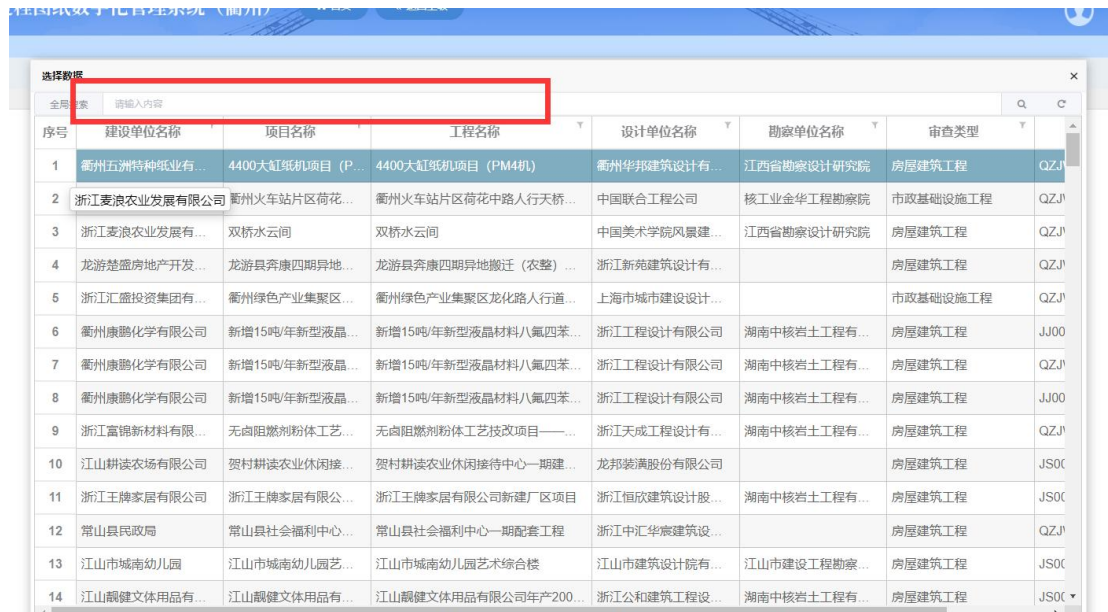 工程图纸数字化管理系统（衢州）
选择数据 ×
全局搜索 请输入内容
序号 建设单位名称 项目名称 工程名称 设计单位名称 勘察单位名称 审查类型
1 衢州五洲特种纸业有... 4400大缸纸机项目（P... 4400大缸纸机项目（PM4机） 衢州华邦建筑设计有... 江西省勘察设计研究院 房屋建筑工程 QZJ
2 浙江麦浪农业发展有限公司 衢州火车站片区荷花... 衢州火车站片区荷花中路人行天桥... 中国联合工程公司 核工业金华工程勘察院 市政基础设施工程 QZJ
3 浙江麦浪农业发展有... 双桥水云间 双桥水云间 中国美术学院风景建... 江西省勘察设计研究院 房屋建筑工程 QZJ
4 龙游楚盛房地产开发... 龙游县奔康四期异地... 龙游县奔康四期异地搬迁（农整）... 浙江新苑建筑设计有... 房屋建筑工程 QZJ
5 浙江汇盛投资集团有... 衢州绿色产业集聚区... 衢州绿色产业集聚区龙化路人行道... 上海市城市建设设计... 市政基础设施工程 QZJ
6 衢州康鹏化学有限公司 新增15吨/年新型液晶... 新增15吨/年新型液晶材料八氟四苯... 浙江工程设计有限公司 湖南中核岩土工程有... 房屋建筑工程 JJ00
7 衢州康鹏化学有限公司 新增15吨/年新型液晶... 新增15吨/年新型液晶材料八氟四苯... 浙江工程设计有限公司 湖南中核岩土工程有... 房屋建筑工程 QZJ
8 衢州康鹏化学有限公司 新增15吨/年新型液晶... 新增15吨/年新型液晶材料八氟四苯... 浙江工程设计有限公司 湖南中核岩土工程有... 房屋建筑工程 JJ00
9 浙江富锦新材料有限... 无卤阻燃剂粉体工艺... 无卤阻燃剂粉体工艺技改项目——... 浙江天成工程设计有... 湖南中核岩土工程有... 房屋建筑工程 QZJ
10 江山耕读农场有限公司 贺村耕读农业休闲接... 贺村耕读农业休闲接待中心一期建... 龙邦装潢股份有限公司 房屋建筑工程 JS00
11 浙江王牌家居有限公司 浙江王牌家居有限公... 浙江王牌家居有限公司新建厂区项目 浙江恒欣建筑设计股... 湖南中核岩土工程有... 房屋建筑工程 JS00
12 常山县民政局 常山县社会福利中心... 常山县社会福利中心一期配套工程 浙江中汇华宸建筑设... 房屋建筑工程 QZJ
13 江山市城南幼儿园 江山市城南幼儿园艺... 江山市城南幼儿园艺术综合楼 江山市建筑设计院有... 江山市建设工程勘察... 房屋建筑工程 JS00
14 江山靓健文体用品有... 江山靓健文体用品有... 江山靓健文体用品有限公司年产200... 浙江公和建筑工程设... 湖南中核岩土工程有... 房屋建筑工程 JS00